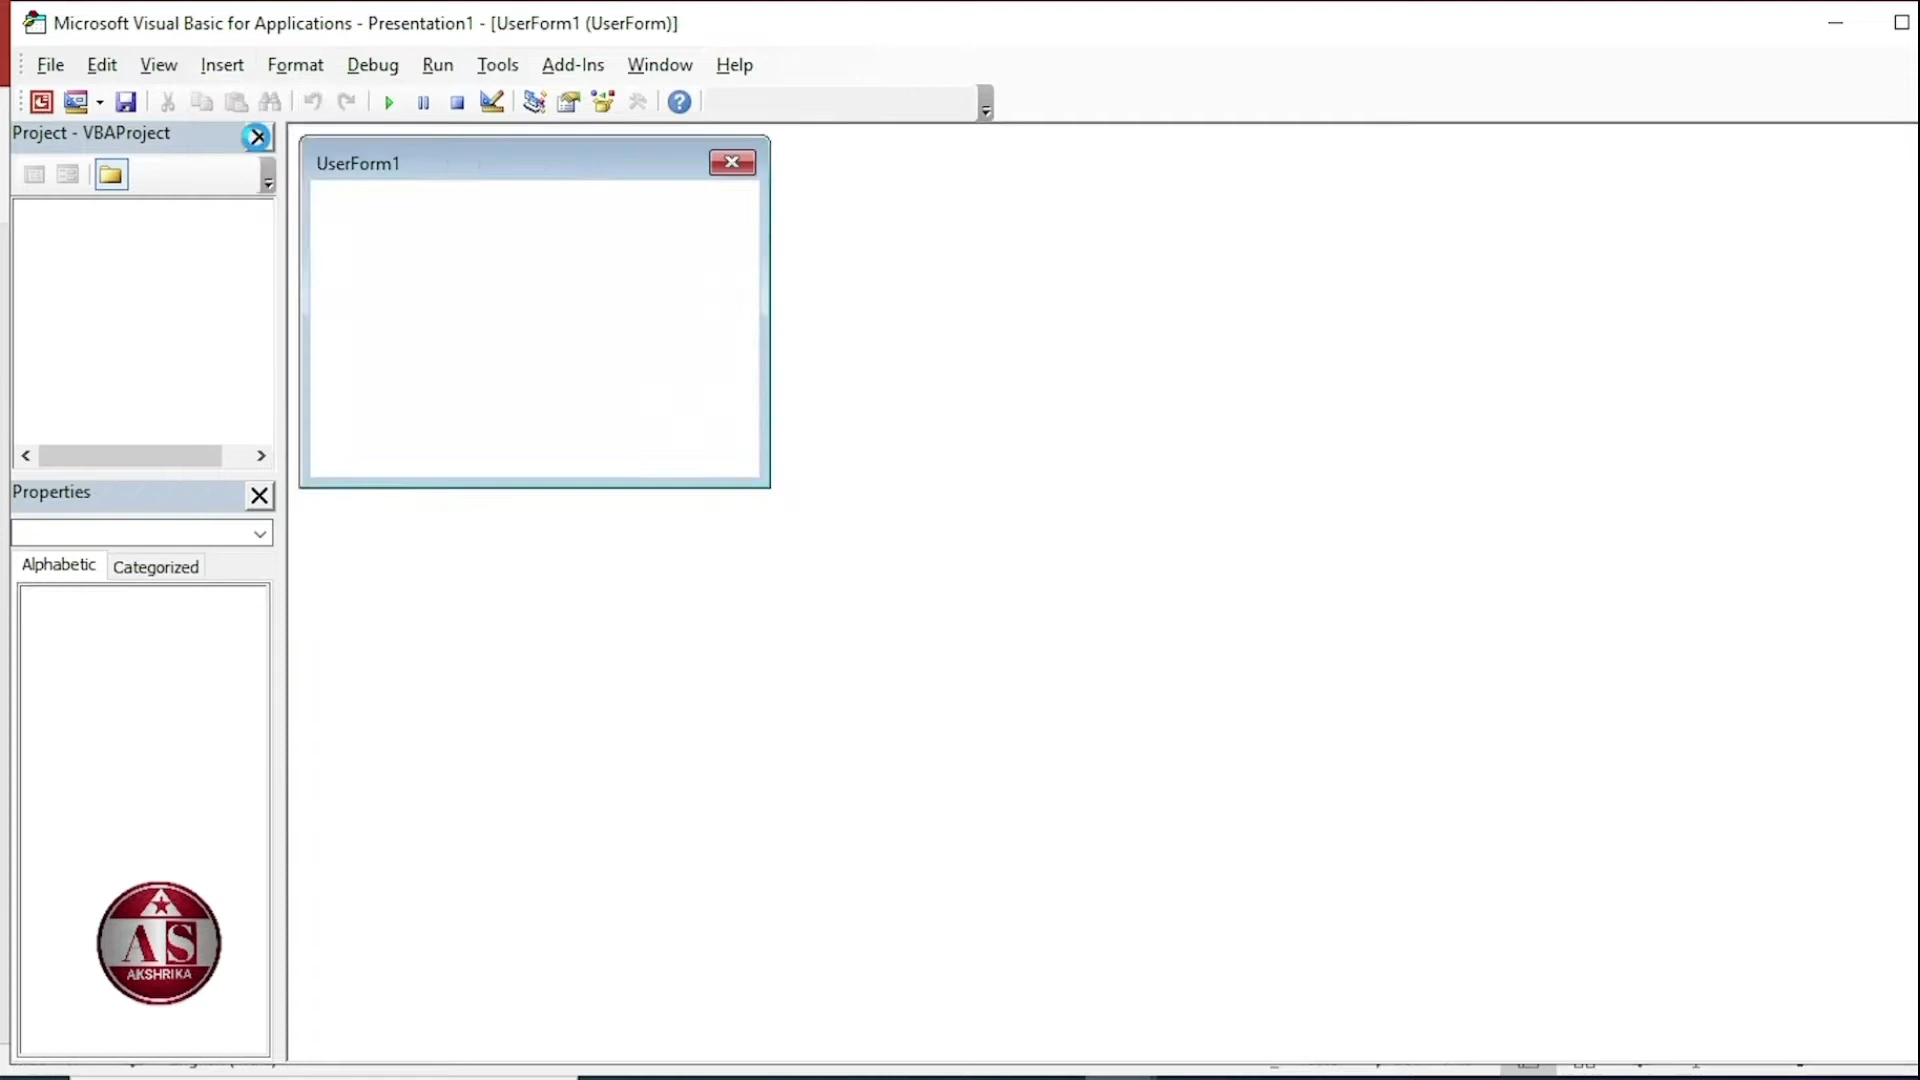 Microsoft Visual Basic for Applications - Presentation1 - [UserForm1 (UserForm)]
File Edit View Insert Format Debug Run Tools Add-Ins Window Help
Project - VBAProject
UserForm1
Properties
Alphabetic Categorized
AS
AKSHRIKA